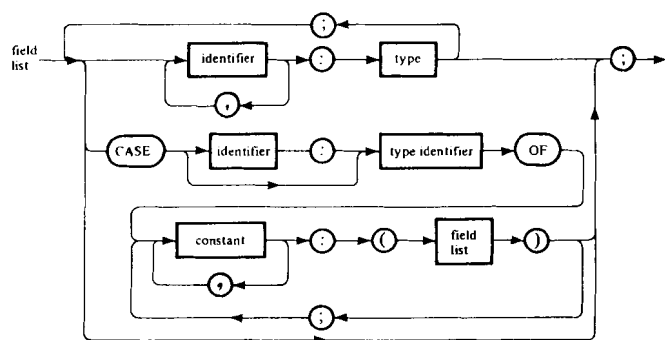 ;
field
list
identifier : type ;
,
CASE identifier : type identifier OF
constant : ( field
list )
,
;